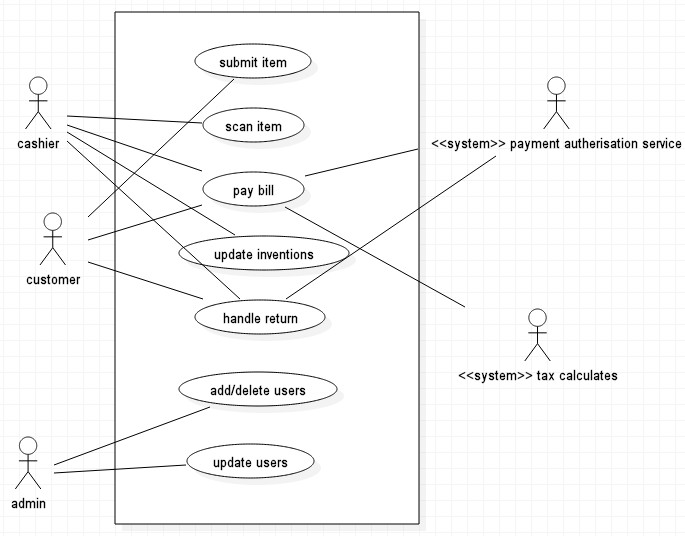 submit item
scan item
cashier
<<system>> payment autherisation service
pay bill
update inventions
customer
handle return
<<system>> tax calculates
add/delete users
update users
admin